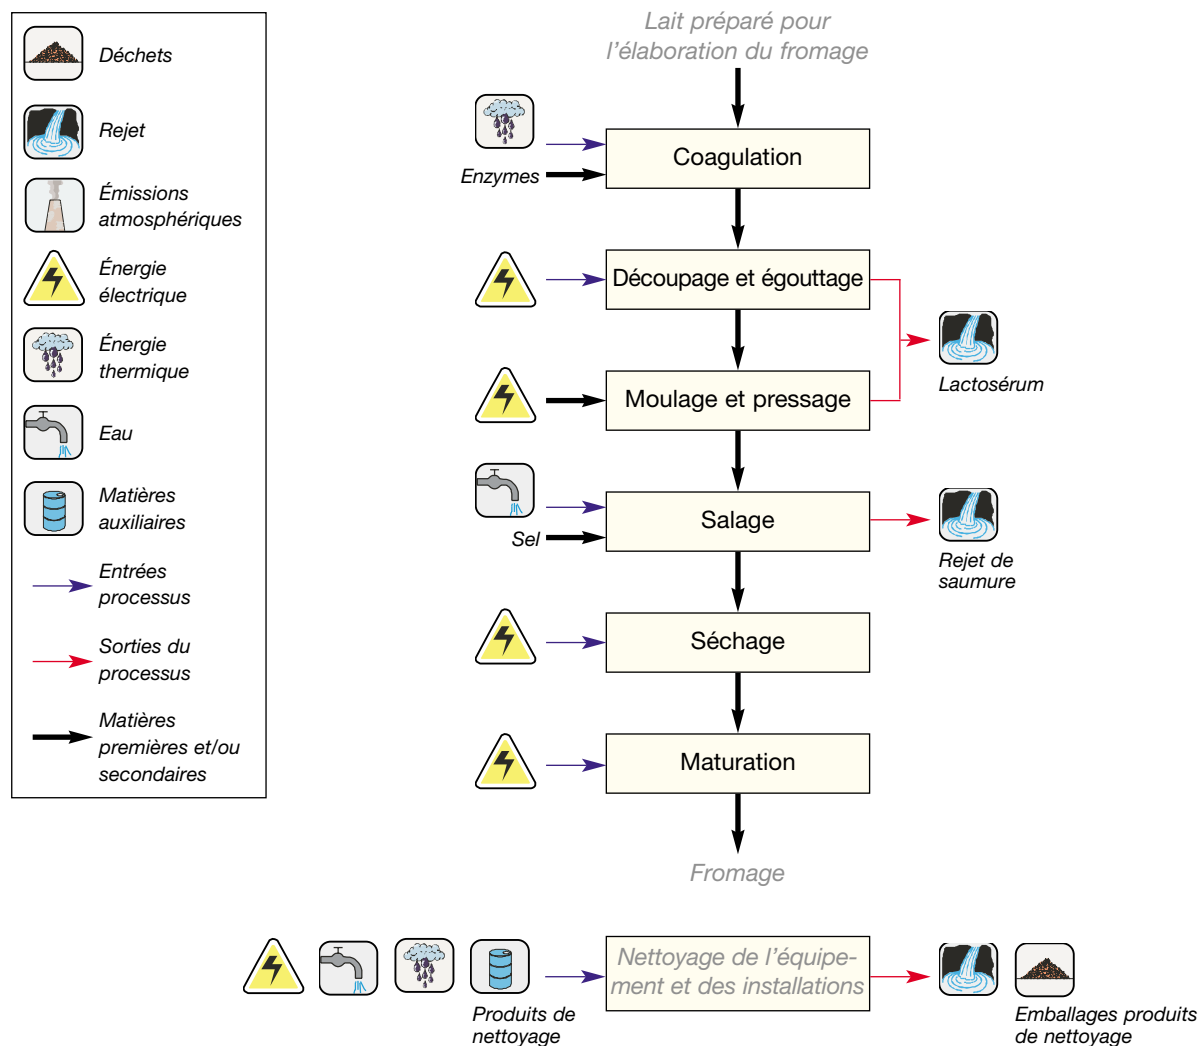 Déchets
Rejet
Émissions
atmosphériques
Énergie
électrique
Énergie
thermique
Eau
Matières
auxiliaires
Entrées
processus
Sorties du
processus
Matières
premières et/ou
secondaires
Lait préparé pour
l'élaboration du fromage
Coagulation
Enzymes
Découpage et égouttage
Lactosérum
Moulage et pressage
Salage
Sel
Rejet de
saumure
Séchage
Maturation
Fromage
Nettoyage de l'équipe-
ment et des installations
Produits de
nettoyage
Emballages produits
de nettoyage